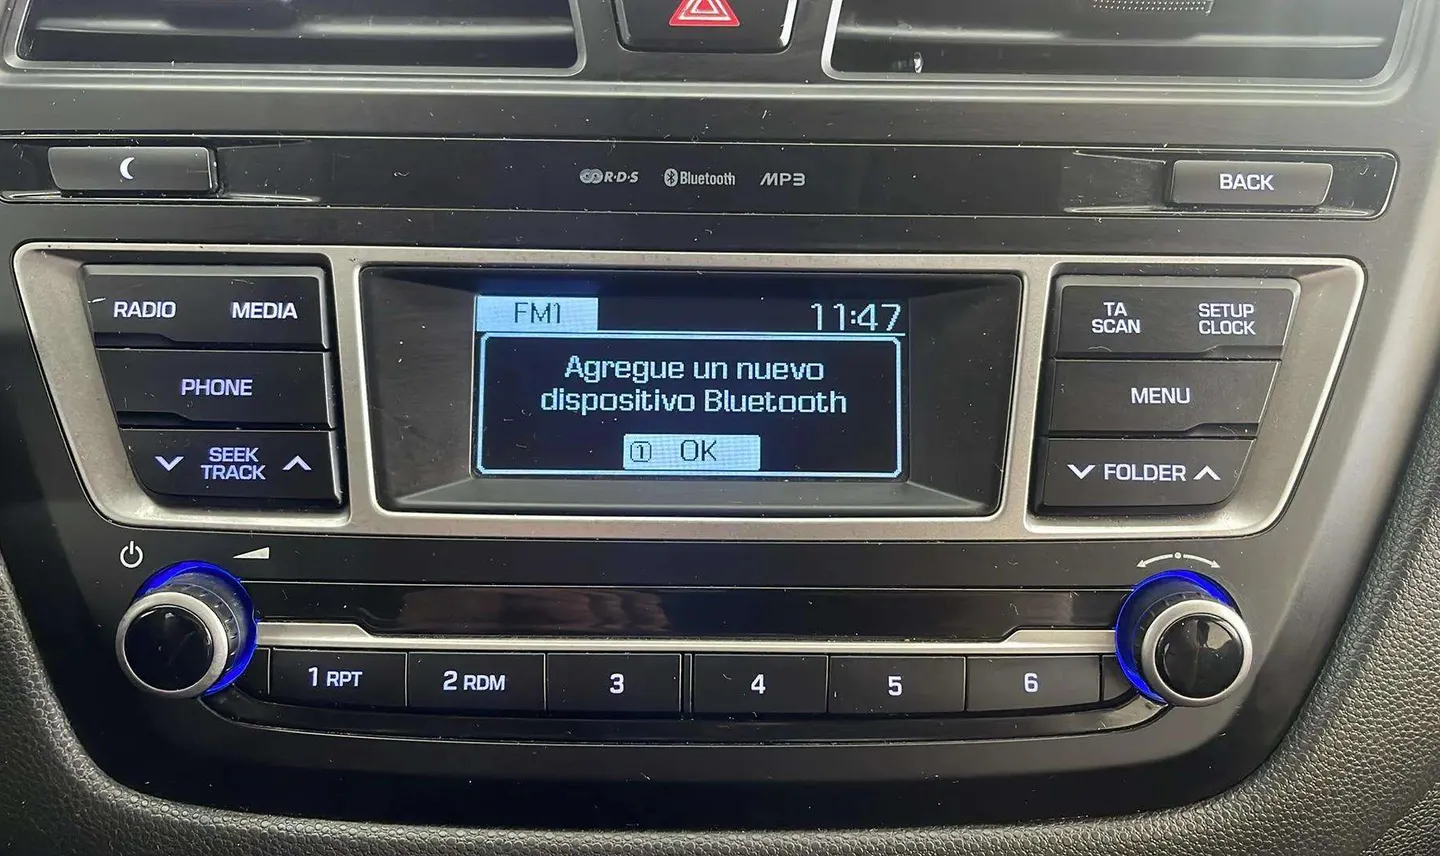 R·D·S Bluetooth MP3
BACK
RADIO MEDIA
PHONE
SEEK
TRACK
FM1 11:47
Agregue un nuevo
dispositivo Bluetooth
1 OK
TA
SCAN
SETUP
CLOCK
MENU
FOLDER
1 RPT
2 RDM
3
4
5
6